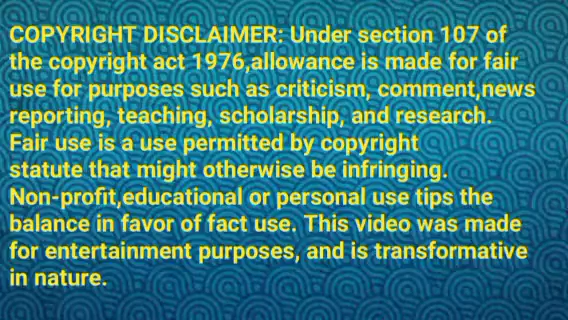 COPYRIGHT DISCLAIMER: Under section 107 of
the copyright act 1976,allowance is made for fair
use for purposes such as criticism, comment,news
reporting, teaching, scholarship, and research.
Fair use is a use permitted by copyright
statute that might otherwise be infringing.
Non-profit,educational or personal use tips the
balance in favor of fact use. This video was made
for entertainment purposes, and is transformative
in nature.